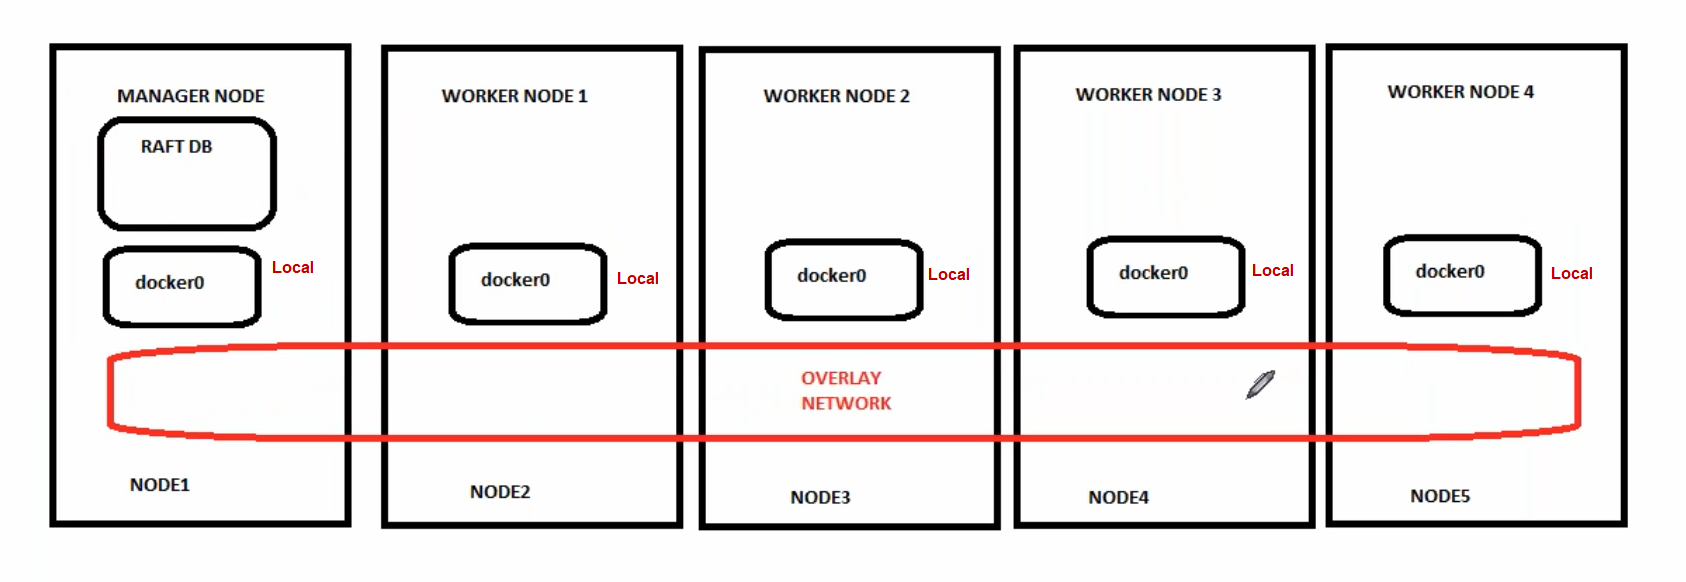 MANAGER NODE
RAFT DB
docker0
Local
NODE1
WORKER NODE 1
docker0
Local
NODE2
WORKER NODE 2
docker0
Local
OVERLAY
NETWORK
NODE3
WORKER NODE 3
docker0
Local
NODE4
WORKER NODE 4
docker0
Local
NODE5